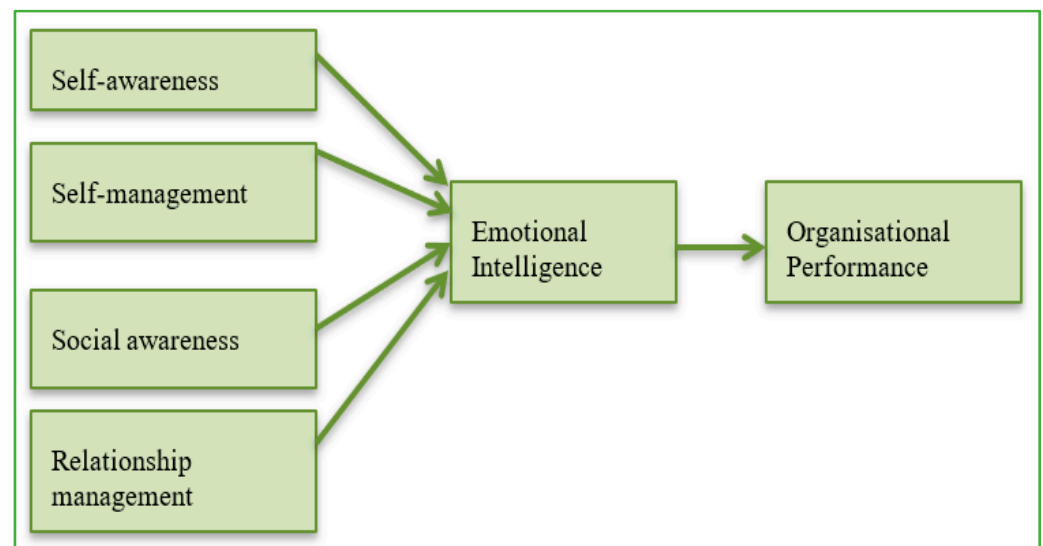 Self-awareness
Self-management
Social awareness
Relationship
management
Emotional
Intelligence
Organisational
Performance